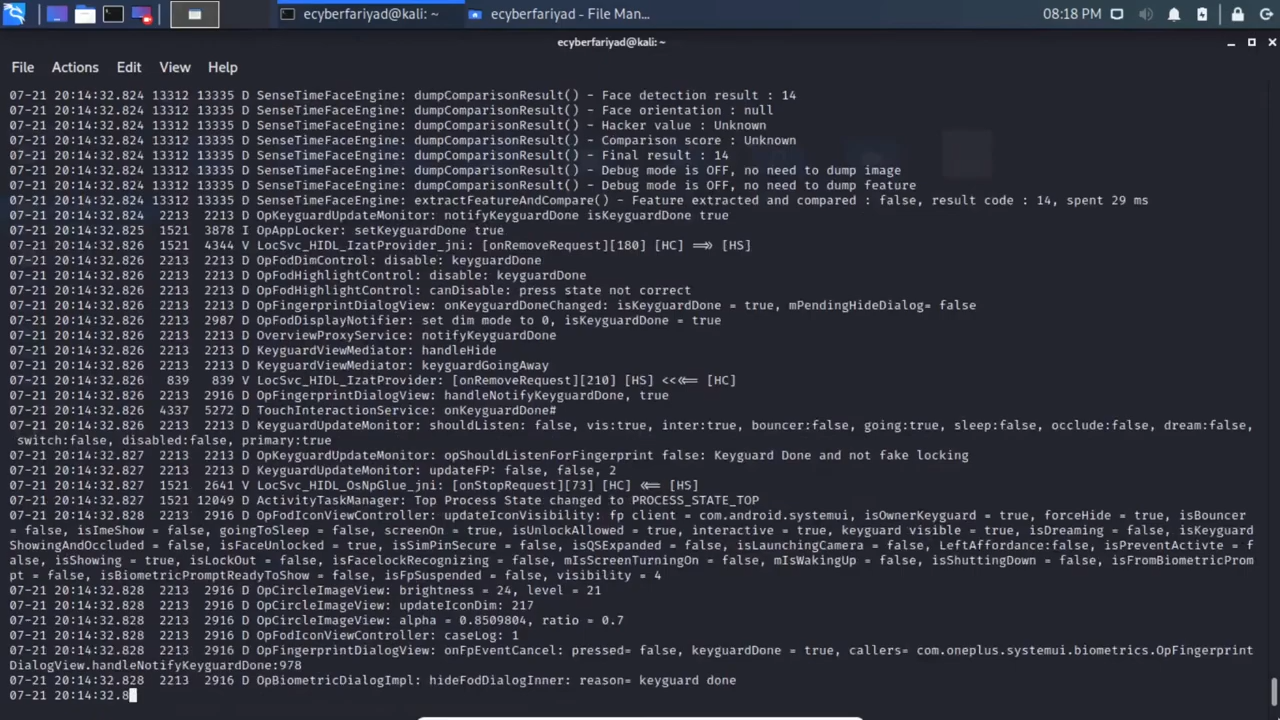 ecyberfariyad@kali: ~
ecyberfariyad - File Man...
08:18 PM
ecyberfariyad@kali: ~
File Actions Edit View Help
07-21 20:14:32.824 13312 13335 D SenseTimeFaceEngine: dumpComparisonResult() - Face detection result : 14
07-21 20:14:32.824 13312 13335 D SenseTimeFaceEngine: dumpComparisonResult() - Face orientation : null
07-21 20:14:32.824 13312 13335 D SenseTimeFaceEngine: dumpComparisonResult() - Hacker value : Unknown
07-21 20:14:32.824 13312 13335 D SenseTimeFaceEngine: dumpComparisonResult() - Comparison score : Unknown
07-21 20:14:32.824 13312 13335 D SenseTimeFaceEngine: dumpComparisonResult() - Final result : 14
07-21 20:14:32.824 13312 13335 D SenseTimeFaceEngine: dumpComparisonResult() - Debug mode is OFF, no need to dump image
07-21 20:14:32.824 13312 13335 D SenseTimeFaceEngine: dumpComparisonResult() - Debug mode is OFF, no need to dump feature
07-21 20:14:32.824 13312 13335 D SenseTimeFaceEngine: extractFeatureAndCompare() - Feature extracted and compared : false, result code : 14, spent 29 ms
07-21 20:14:32.824 2213 2213 D OpKeyguardUpdateMonitor: notifyKeyguardDone isKeyguardDone true
07-21 20:14:32.825 1521 3878 I OpAppLocker: setKeyguardDone true
07-21 20:14:32.826 1521 4344 V LocSvc_HIDL_IzatProvider_jni: [onRemoveRequest][180] [HC] ==> [HS]
07-21 20:14:32.826 2213 2213 D OpFodDimControl: disable: keyguardDone
07-21 20:14:32.826 2213 2213 D OpFodHighlightControl: disable: keyguardDone
07-21 20:14:32.826 2213 2213 D OpFodHighlightControl: canDisable: press state not correct
07-21 20:14:32.826 2213 2213 D OpFingerprintDialogView: onKeyguardDoneChanged: isKeyguardDone = true, mPendingHideDialog= false
07-21 20:14:32.826 2213 2987 D OpFodDisplayNotifier: set dim mode to 0, isKeyguardDone = true
07-21 20:14:32.826 2213 2213 D OverviewProxyService: notifyKeyguardDone
07-21 20:14:32.826 2213 2213 D KeyguardViewMediator: handleHide
07-21 20:14:32.826 2213 2213 D KeyguardViewMediator: keyguardGoingAway
07-21 20:14:32.826 839 839 V LocSvc_HIDL_IzatProvider: [onRemoveRequest][210] [HS] <<<== [HC]
07-21 20:14:32.826 2213 2916 D OpFingerprintDialogView: handleNotifyKeyguardDone, true
07-21 20:14:32.826 4337 5272 D TouchInteractionService: onKeyguardDone#
07-21 20:14:32.826 2213 2213 D KeyguardUpdateMonitor: shouldListen: false, vis:true, inter:true, bouncer:false, going:true, sleep:false, occlude:false, dream:false,
switch:false, disabled:false, primary:true
07-21 20:14:32.827 2213 2213 D OpKeyguardUpdateMonitor: opShouldListenForFingerprint false: Keyguard Done and not fake locking
07-21 20:14:32.827 2213 2213 D KeyguardUpdateMonitor: updateFP: false, false, 2
07-21 20:14:32.827 1521 2641 V LocSvc_HIDL_OsNpGlue_jni: [onStopRequest][73] [HC] <== [HS]
07-21 20:14:32.827 1521 12049 D ActivityTaskManager: Top Process State changed to PROCESS_STATE_TOP
07-21 20:14:32.828 2213 2916 D OpFodIconViewController: updateIconVisibility: fp client = com.android.systemui, isOwnerKeyguard = true, forceHide = true, isBouncer
= false, isImeShow = false, goingToSleep = false, screenOn = true, isUnlockAllowed = true, interactive = true, keyguard visible = true, isDreaming = false, isKeyguard
ShowingAndOccluded = false, isFaceUnlocked = true, isSimPinSecure = false, isQSExpanded = false, isLaunchingCamera = false, LeftAffordance:false, isPreventActivte = f
alse, isShowing = true, isLockOut = false, isFacelockRecognizing = false, mIsScreenTurningOn = false, mIsWakingUp = false, isShuttingDown = false, isFromBiometricProm
pt = false, isBiometricPromptReadyToShow = false, isFpSuspended = false, visibility = 4
07-21 20:14:32.828 2213 2916 D OpCircleImageView: brightness = 24, level = 21
07-21 20:14:32.828 2213 2916 D OpCircleImageView: updateIconDim: 217
07-21 20:14:32.828 2213 2916 D OpCircleImageView: alpha = 0.8509804, ratio = 0.7
07-21 20:14:32.828 2213 2916 D OpFodIconViewController: caseLog: 1
07-21 20:14:32.828 2213 2916 D OpFingerprintDialogView: onFpEventCancel: pressed= false, keyguardDone = true, callers= com.oneplus.systemui.biometrics.OpFingerprint
DialogView.handleNotifyKeyguardDone:978
07-21 20:14:32.828 2213 2916 D OpBiometricDialogImpl: hideFodDialogInner: reason= keyguard done
07-21 20:14:32.8